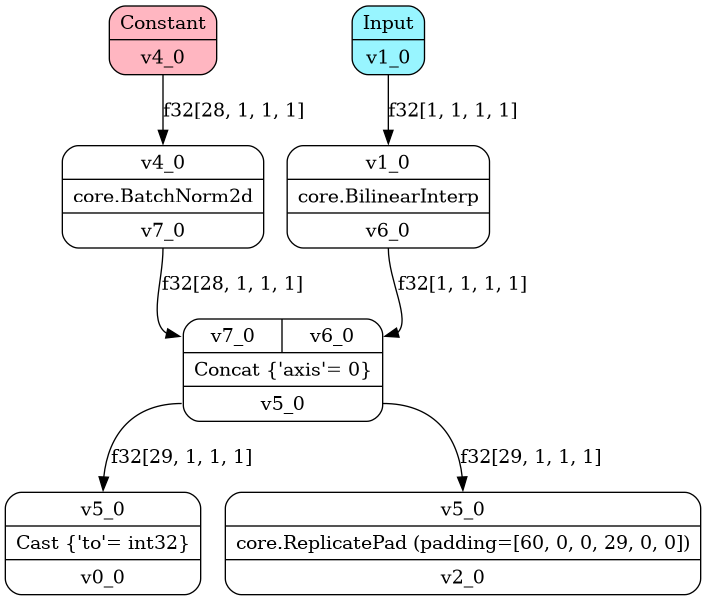 Constant
v4_0
Input
v1_0
f32[28, 1, 1, 1]
f32[1, 1, 1, 1]
v4_0
core.BatchNorm2d
v7_0
v1_0
core.BilinearInterp
v6_0
f32[28, 1, 1, 1]
f32[1, 1, 1, 1]
v7_0
v6_0
Concat {'axis'= 0}
v5_0
f32[29, 1, 1, 1]
f32[29, 1, 1, 1]
v5_0
Cast {'to'= int32}
v0_0
v5_0
core.ReplicatePad (padding=[60, 0, 0, 29, 0, 0])
v2_0